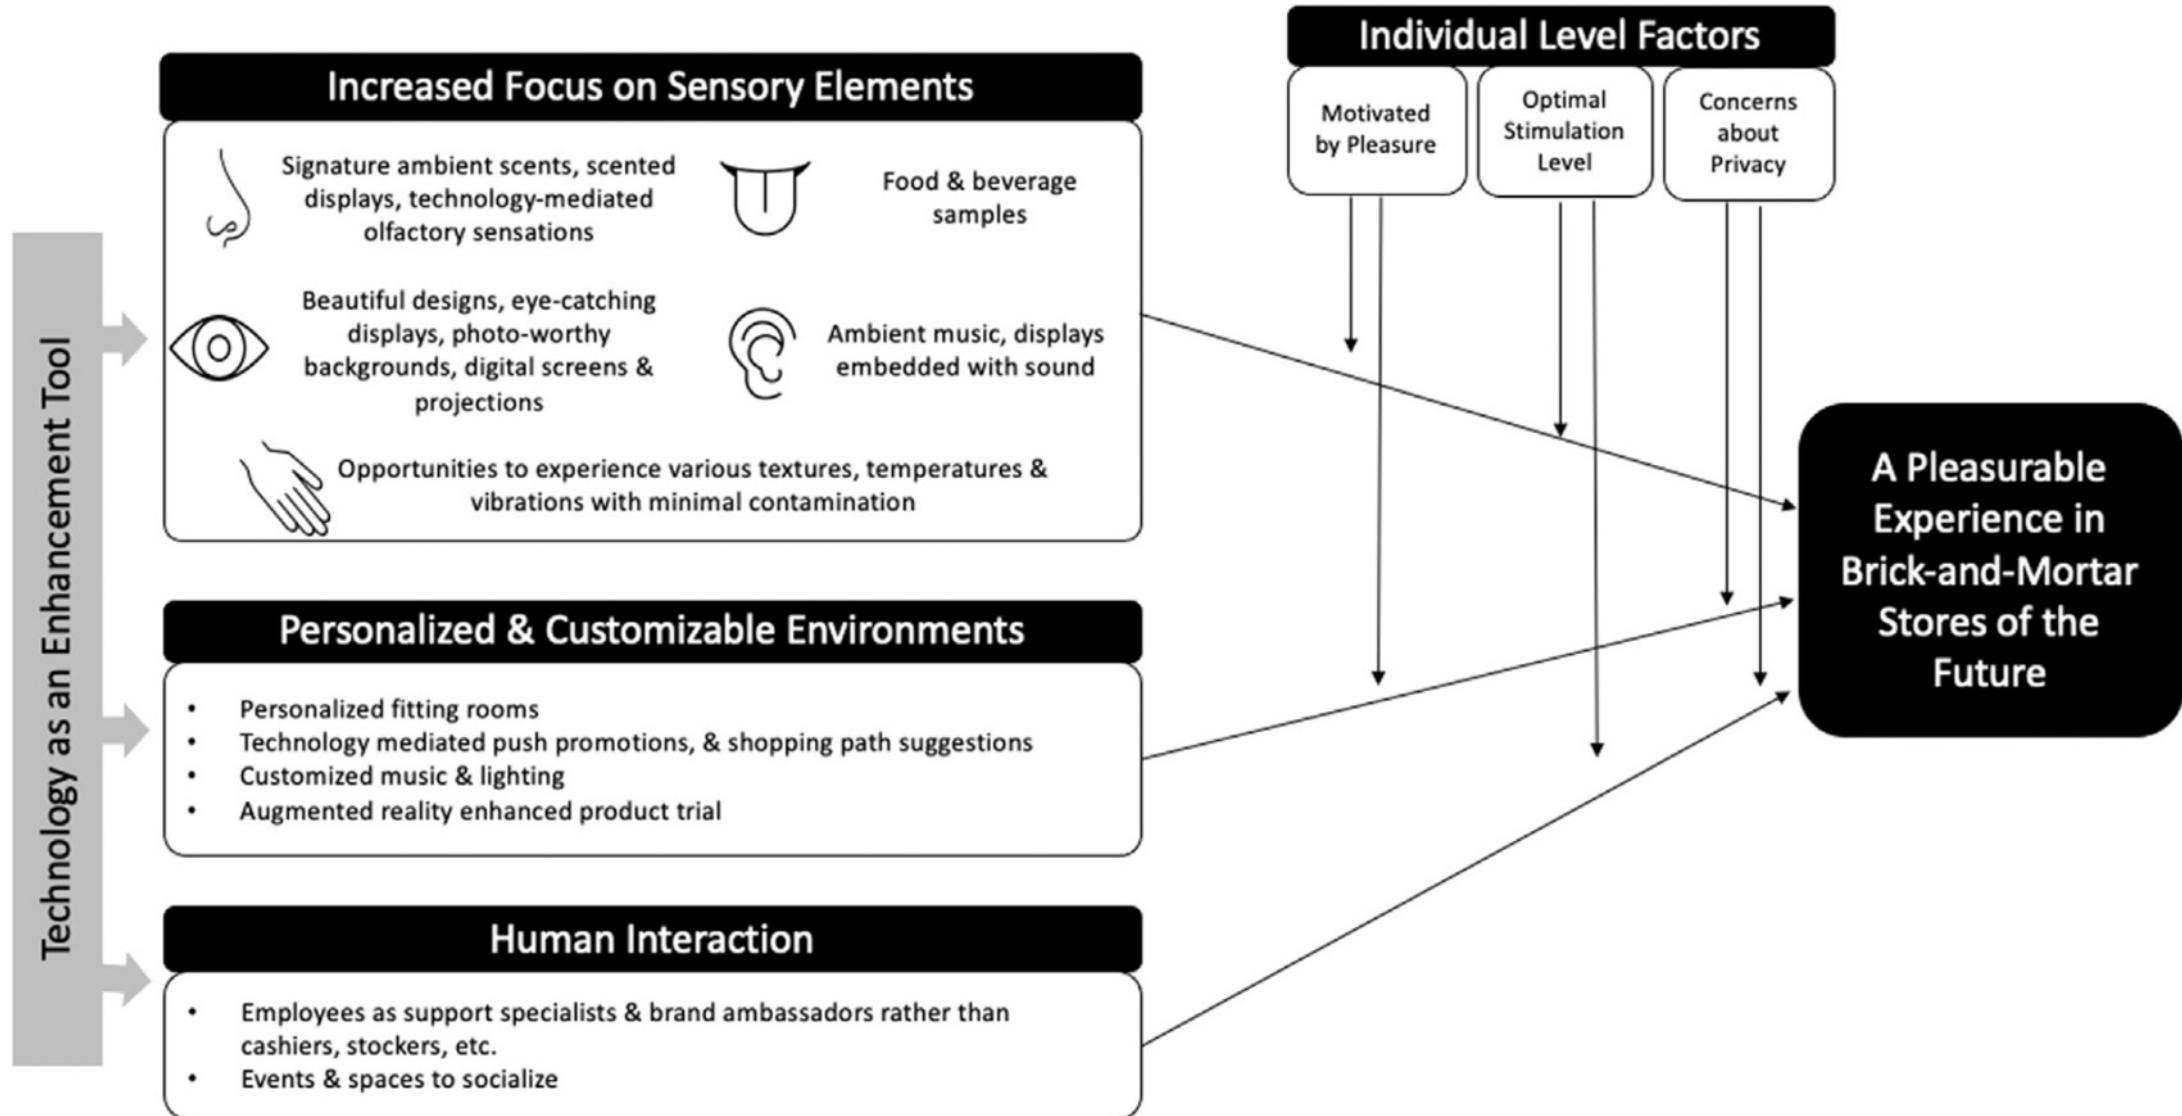 Technology as an Enhancement Tool
Increased Focus on Sensory Elements
Signature ambient scents, scented
displays, technology-mediated
olfactory sensations
Food & beverage
samples
Beautiful designs, eye-catching
displays, photo-worthy
backgrounds, digital screens &
projections
Ambient music, displays
embedded with sound
Opportunities to experience various textures, temperatures &
vibrations with minimal contamination
Personalized & Customizable Environments
• Personalized fitting rooms
• Technology mediated push promotions, & shopping path suggestions
• Customized music & lighting
• Augmented reality enhanced product trial
Human Interaction
• Employees as support specialists & brand ambassadors rather than
cashiers, stockers, etc.
• Events & spaces to socialize
Individual Level Factors
Motivated
by Pleasure
Optimal
Stimulation
Level
Concerns
about
Privacy
A Pleasurable
Experience in
Brick-and-Mortar
Stores of the
Future